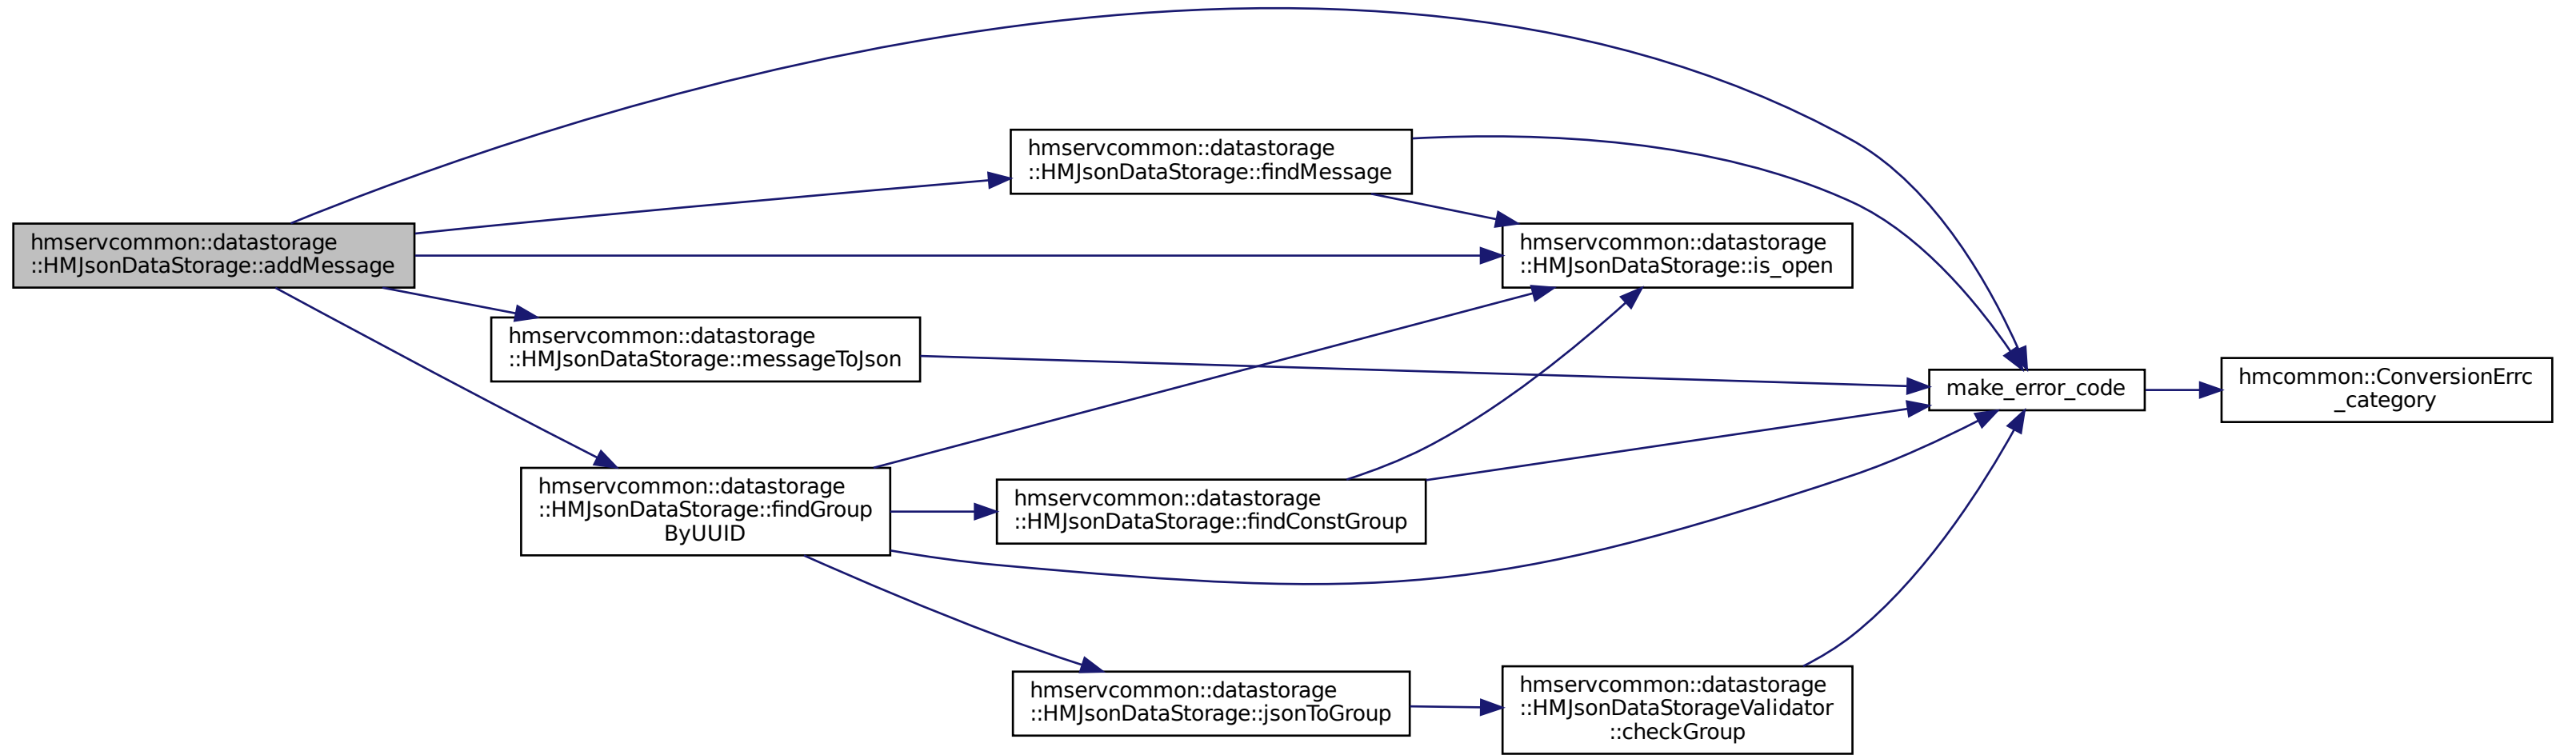 hmservcommon::datastorage
::HMJsonDataStorage::addMessage
hmservcommon::datastorage
::HMJsonDataStorage::findMessage
hmservcommon::datastorage
::HMJsonDataStorage::is_open
hmservcommon::datastorage
::HMJsonDataStorage::messageToJson
make_error_code
hmcommon::ConversionErrc
_category
hmservcommon::datastorage
::HMJsonDataStorage::findGroup
ByUUID
hmservcommon::datastorage
::HMJsonDataStorage::findConstGroup
hmservcommon::datastorage
::HMJsonDataStorage::jsonToGroup
hmservcommon::datastorage
::HMJsonDataStorageValidator
::checkGroup